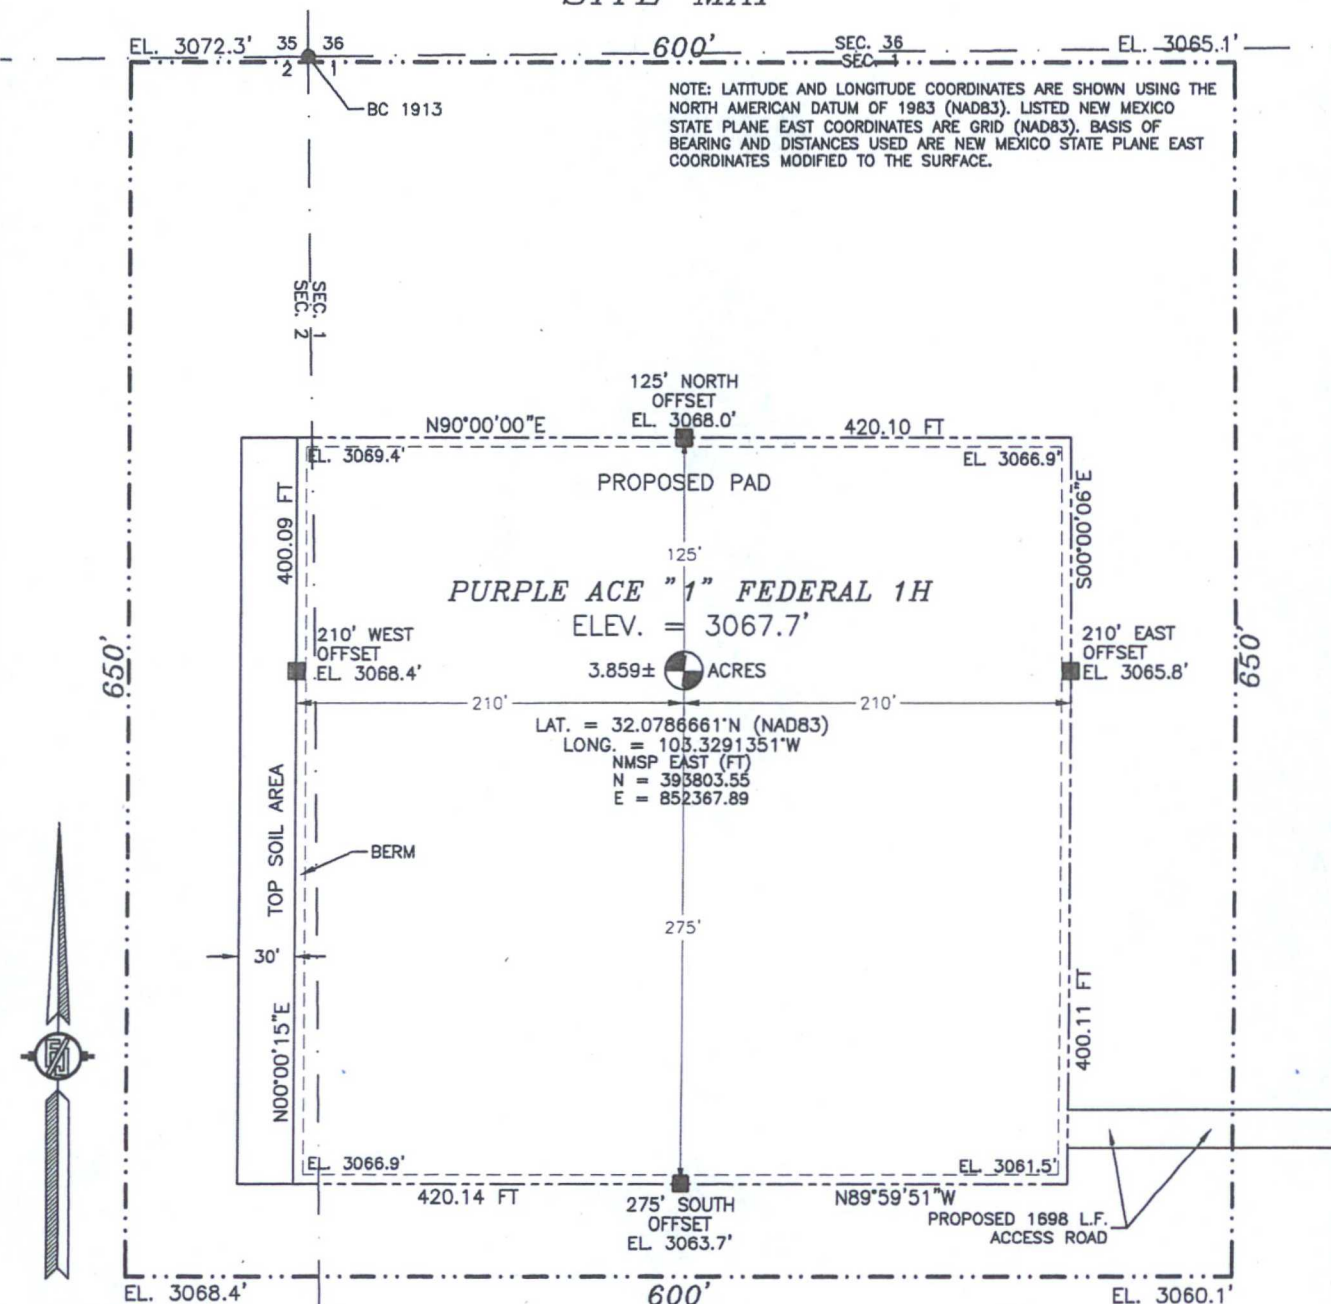 SITE MAP
EL. 3072.3'
35 36
2 1
600'
SEC. 36
SEC. 1
EL. 3065.1'
BC 1913
NOTE: LATITUDE AND LONGITUDE COORDINATES ARE SHOWN USING THE
NORTH AMERICAN DATUM OF 1983 (NAD83). LISTED NEW MEXICO
STATE PLANE EAST COORDINATES ARE GRID (NAD83). BASIS OF
BEARING AND DISTANCES USED ARE NEW MEXICO STATE PLANE EAST
COORDINATES MODIFIED TO THE SURFACE.
SEC. 1
SEC. 2
125' NORTH
OFFSET
EL. 3068.0'
N90°00'00"E
420.10 FT
EL. 3069.4'
EL. 3066.9'
PROPOSED PAD
400.09 FT
S00°00'06"E
125'
PURPLE ACE "1" FEDERAL 1H
ELEV. = 3067.7'
650'
210' WEST
OFFSET
EL. 3068.4'
3.859± ACRES
210' EAST
OFFSET
EL. 3065.8'
650'
210'
210'
LAT. = 32.0786661°N (NAD83)
LONG. = 103.3291351°W
NMSP EAST (FT)
N = 393803.55
E = 852367.89
TOP SOIL AREA
BERM
275'
30'
N00°00'15"E
400.11 FT
EL. 3066.9'
EL. 3061.5'
420.14 FT
N89°59'51"W
275' SOUTH
OFFSET
EL. 3063.7'
PROPOSED 1698 L.F.
ACCESS ROAD
EL. 3068.4'
600'
EL. 3060.1'